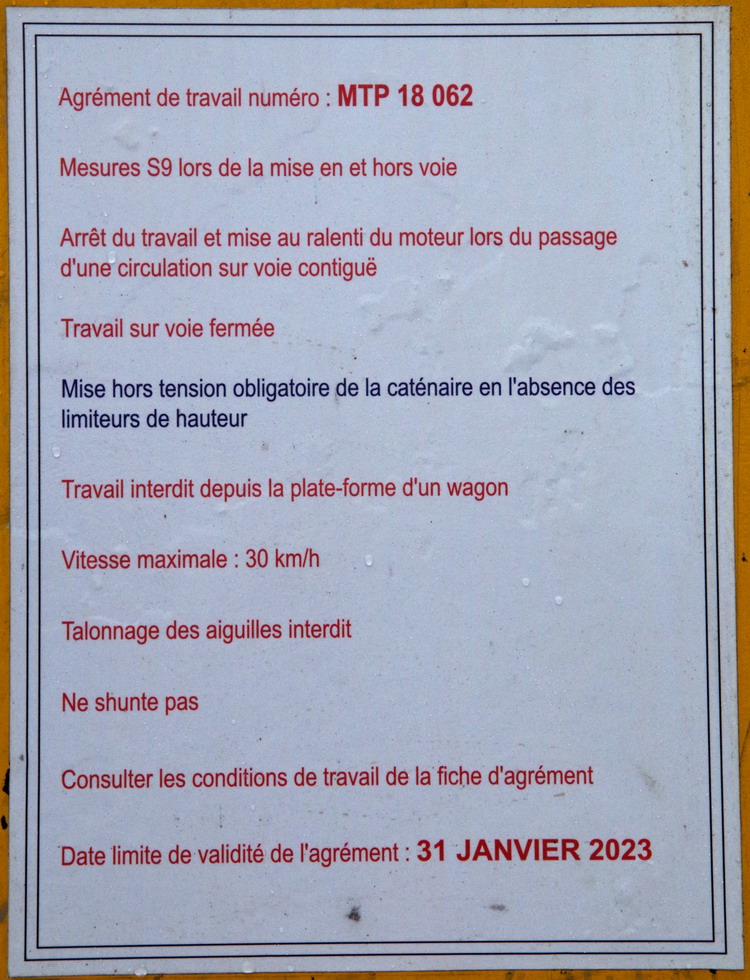 Agrément de travail numéro : MTP 18 062
Mesures S9 lors de la mise en et hors voie
Arrêt du travail et mise au ralenti du moteur lors du passage
d'une circulation sur voie contiguë
Travail sur voie fermée
Mise hors tension obligatoire de la caténaire en l'absence des
limiteurs de hauteur
Travail interdit depuis la plate-forme d'un wagon
Vitesse maximale : 30 km/h
Talonnage des aiguilles interdit
Ne shunte pas
Consulter les conditions de travail de la fiche d'agrément
Date limite de validité de l'agrément : 31 JANVIER 2023